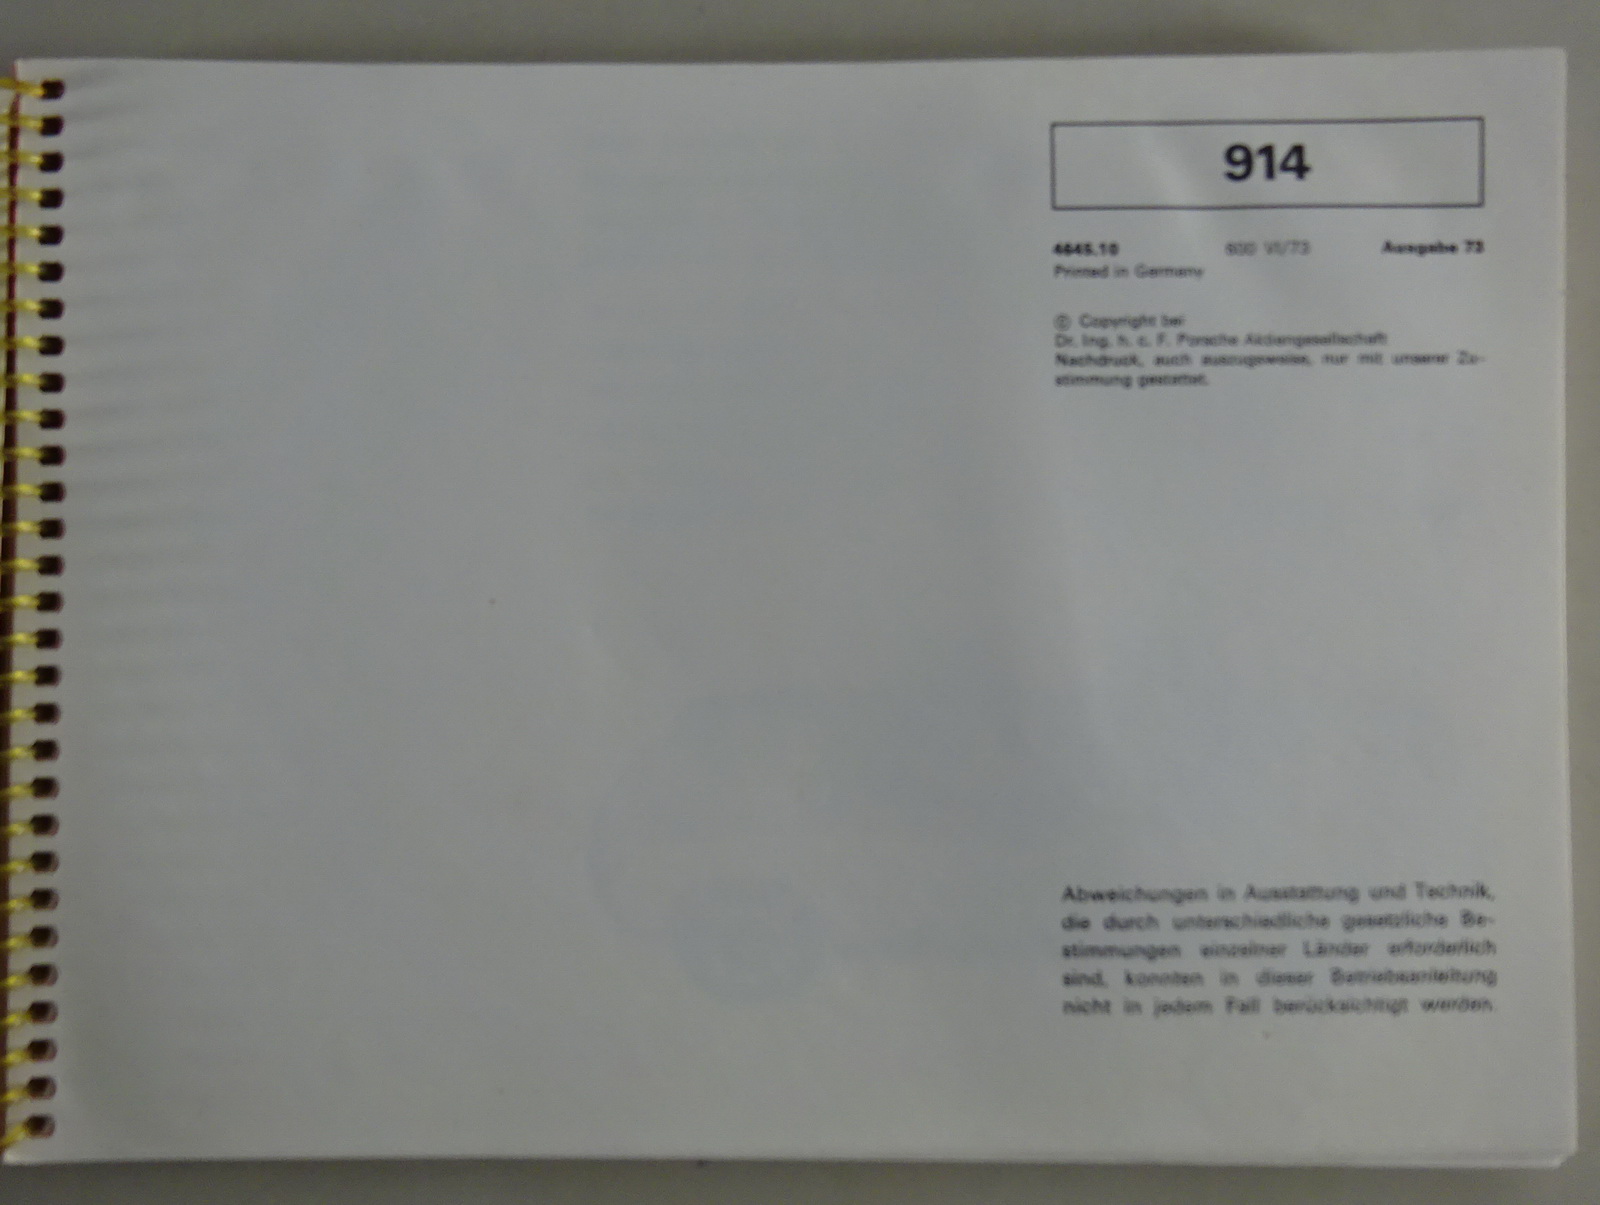 914
4645.10 800 VI/73 Ausgabe 73
Printed in Germany
© Copyright bei
Dr. Ing. h. c. F. Porsche Aktiengesellschaft
Nachdruck, auch auszugsweise, nur mit unserer Zu-
stimmung gestattet.
Abweichungen in Ausstattung und Technik,
die durch unterschiedliche gesetzliche Be-
stimmungen einzelner Länder erforderlich
sind, konnten in dieser Betriebsanleitung
nicht in jedem Fall berücksichtigt werden.